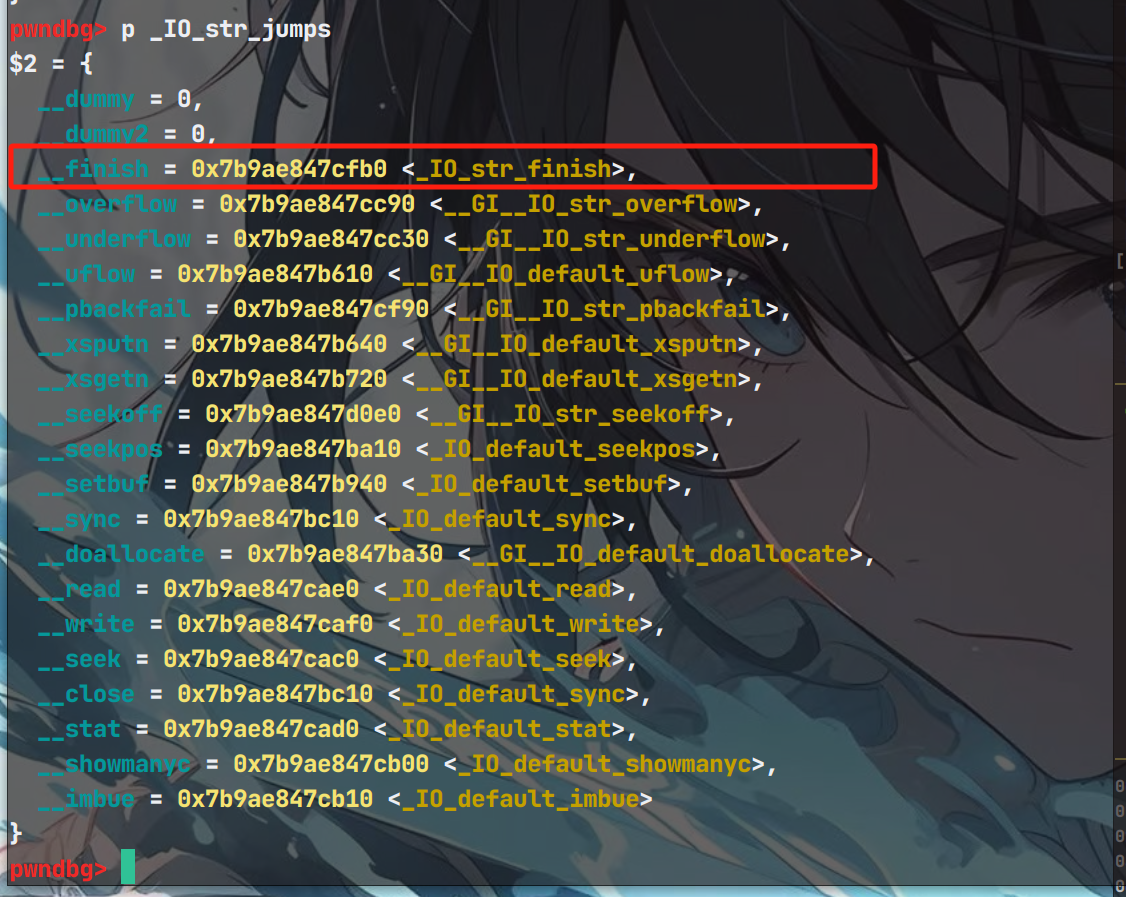 }
pwndbg> p _IO_str_jumps
$2 = {
  __dummy = 0,
  __dummy2 = 0,
  __finish = 0x7b9ae847cfb0 <_IO_str_finish>,
  __overflow = 0x7b9ae847cc90 <__GI__IO_str_overflow>,
  __underflow = 0x7b9ae847cc30 <__GI__IO_str_underflow>,
  __uflow = 0x7b9ae847b610 <__GI__IO_default_uflow>,
  __pbackfail = 0x7b9ae847cf90 <__GI__IO_str_pbackfail>,
  __xsputn = 0x7b9ae847b640 <__GI__IO_default_xsputn>,
  __xsgetn = 0x7b9ae847b720 <__GI__IO_default_xsgetn>,
  __seekoff = 0x7b9ae847d0e0 <__GI__IO_str_seekoff>,
  __seekpos = 0x7b9ae847ba10 <_IO_default_seekpos>,
  __setbuf = 0x7b9ae847b940 <_IO_default_setbuf>,
  __sync = 0x7b9ae847bc10 <_IO_default_sync>,
  __doallocate = 0x7b9ae847ba30 <__GI__IO_default_doallocate>,
  __read = 0x7b9ae847cae0 <_IO_default_read>,
  __write = 0x7b9ae847caf0 <_IO_default_write>,
  __seek = 0x7b9ae847cac0 <_IO_default_seek>,
  __close = 0x7b9ae847bc10 <_IO_default_sync>,
  __stat = 0x7b9ae847cad0 <_IO_default_stat>,
  __showmanyc = 0x7b9ae847cb00 <_IO_default_showmanyc>,
  __imbue = 0x7b9ae847cb10 <_IO_default_imbue>
}
pwndbg>